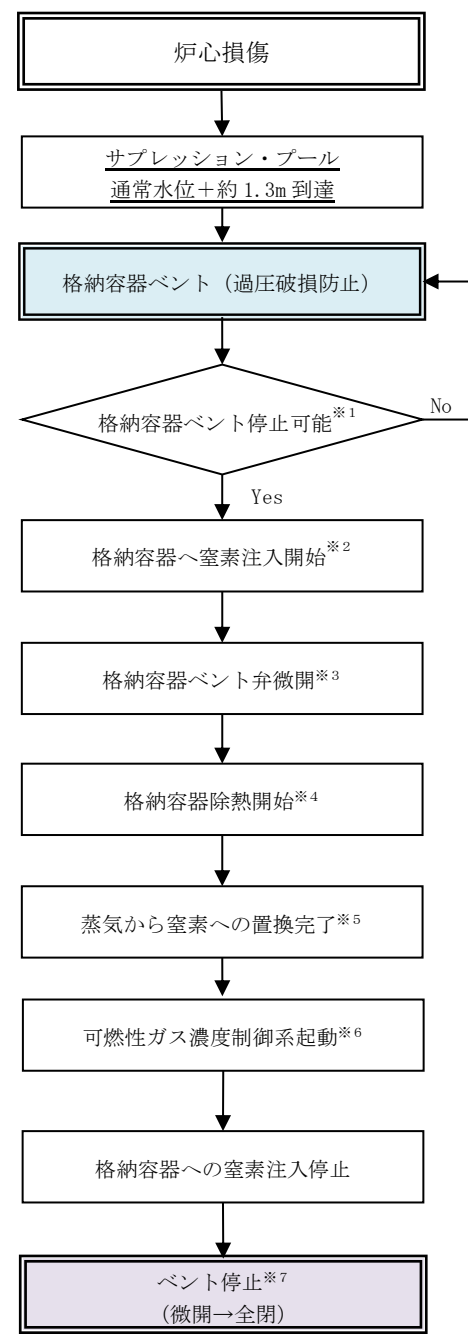 炉心損傷
サプレッション・プール
通常水位＋約 1.3m 到達
格納容器ベント（過圧破損防止）
格納容器ベント停止可能※1
No
Yes
格納容器へ窒素注入開始※2
格納容器ベント弁微開※3
格納容器除熱開始※4
蒸気から窒素への置換完了※5
可燃性ガス濃度制御系起動※6
格納容器への窒素注入停止
ベント停止※7
（微開→全閉）